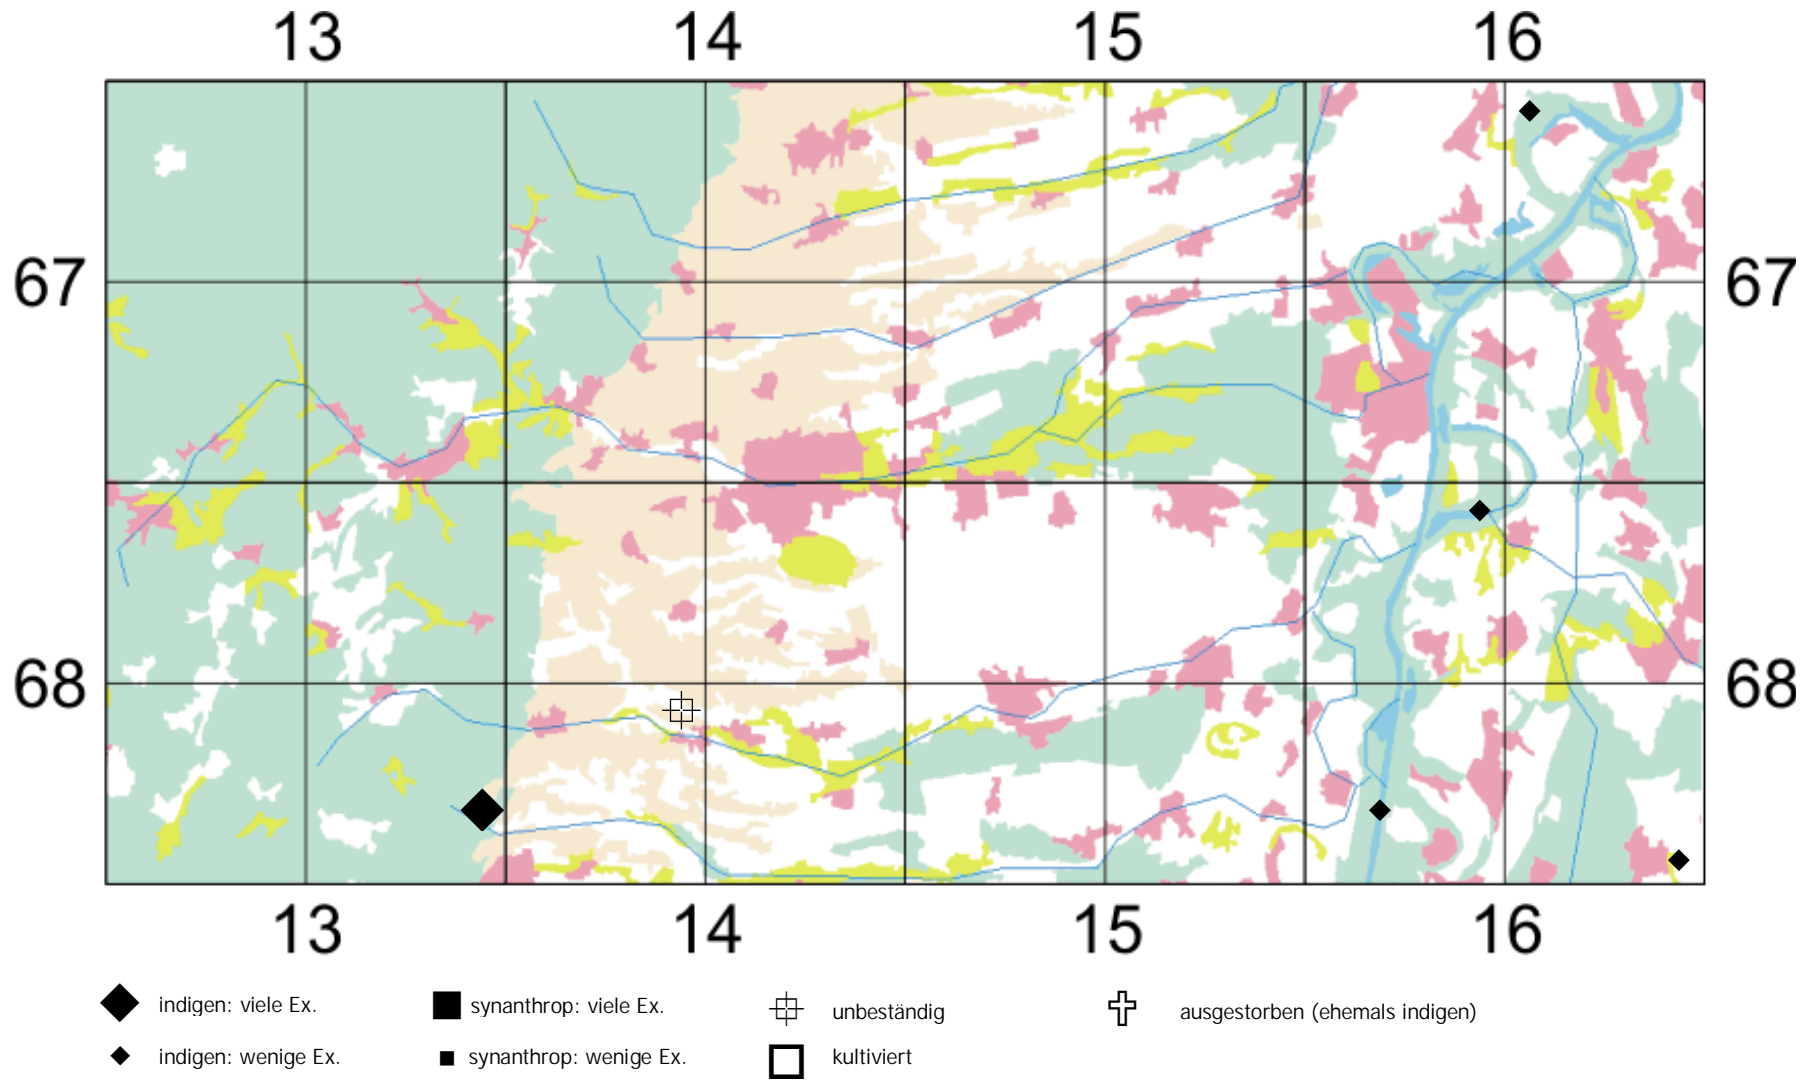 13 14 15 16
67 67
68 68
13 14 15 16
indigen: viele Ex. synanthrop: viele Ex. unbeständig ausgestorben (ehemals indigen)
indigen: wenige Ex. synanthrop: wenige Ex. kultiviert